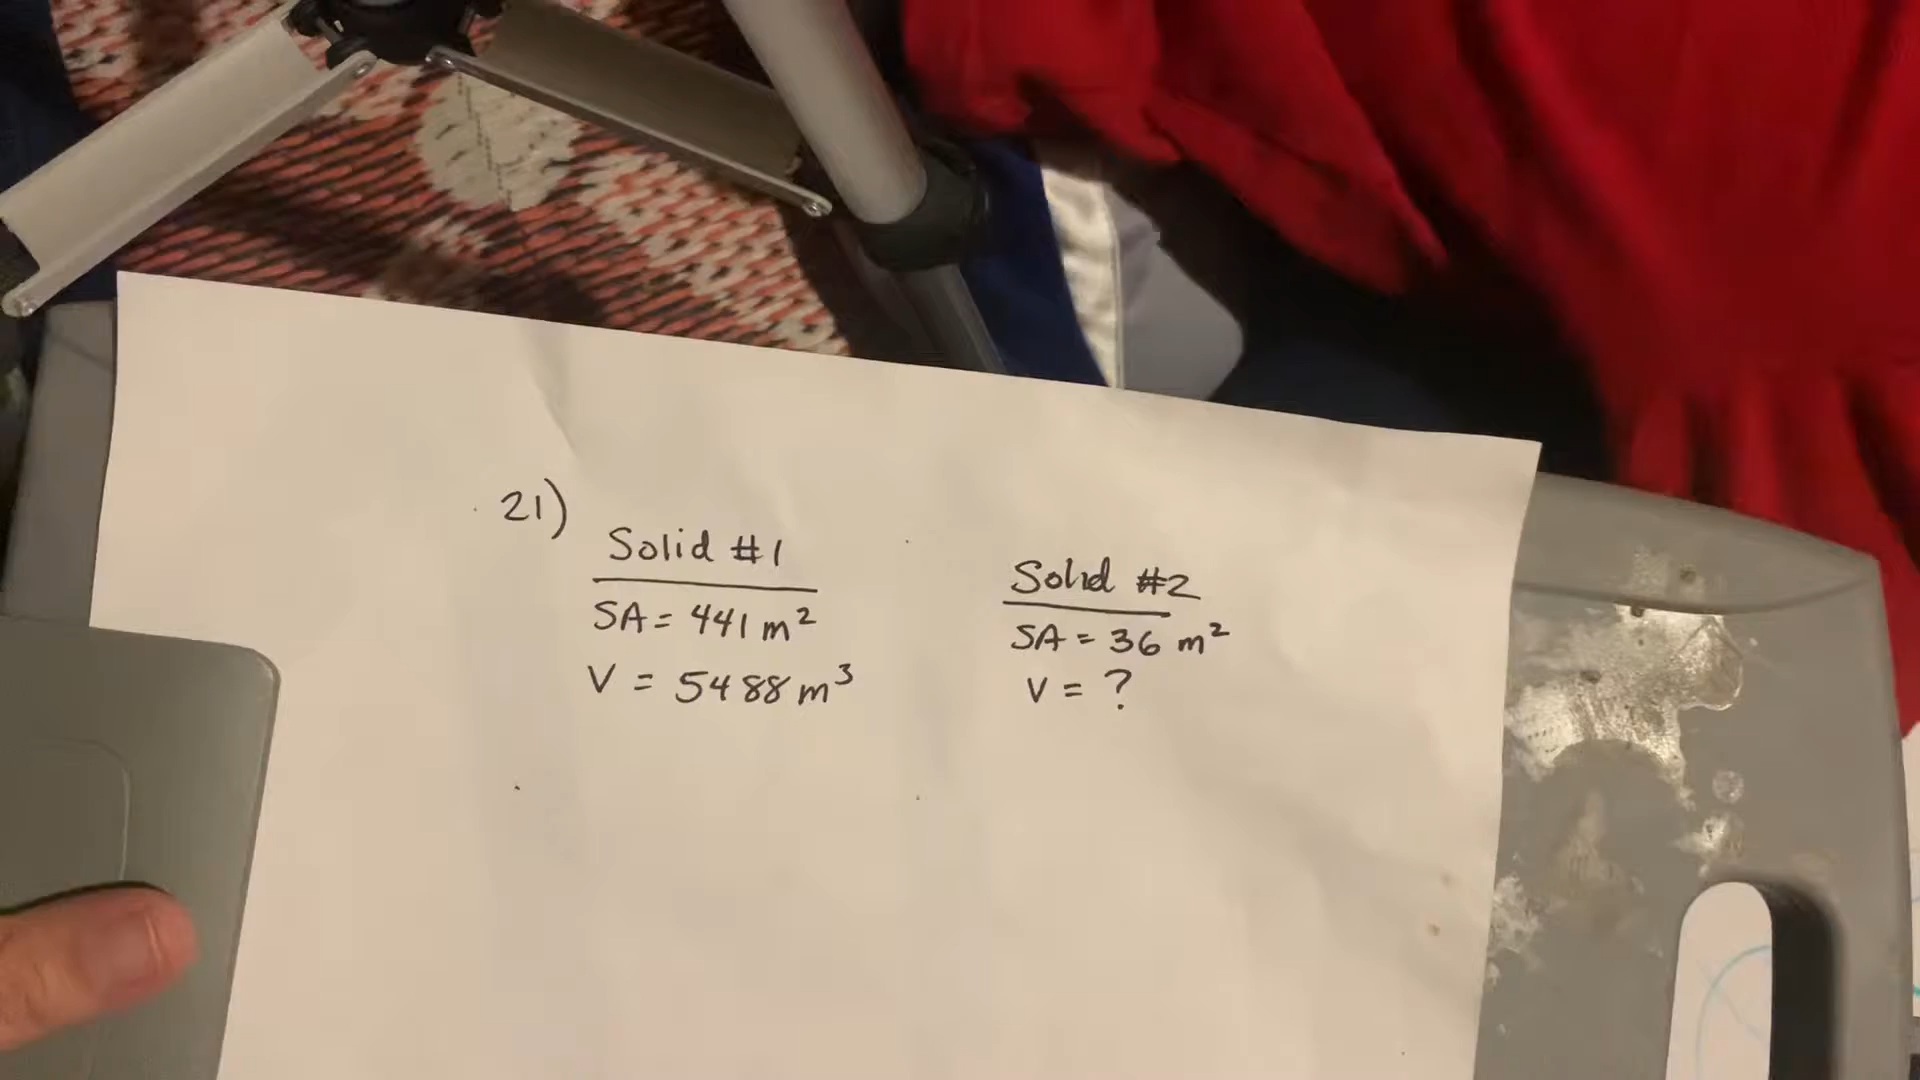 21)
Solid #1
SA = 441 m²
V = 5488 m³
Solid #2
SA = 36 m²
V = ?